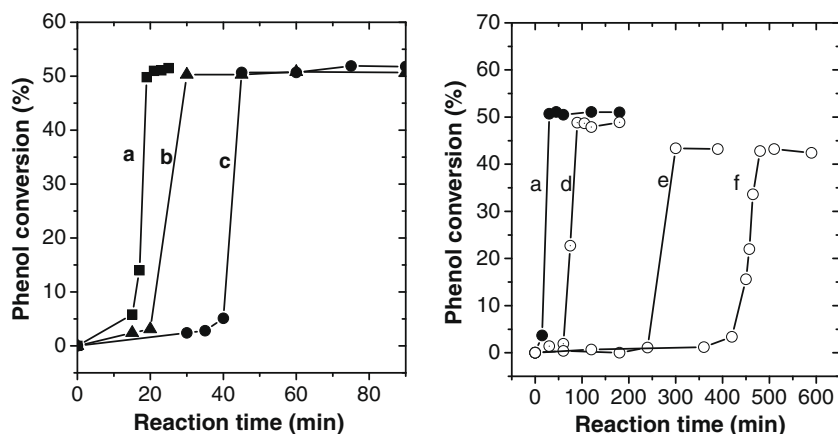 60
50
40
30
20
10
0
Phenol conversion (%)
a
b
c
0 20 40 60 80
Reaction time (min)
70
60
50
40
30
20
10
0
Phenol conversion (%)
a
d
e
f
0 100 200 300 400 500 600
Reaction time (min)